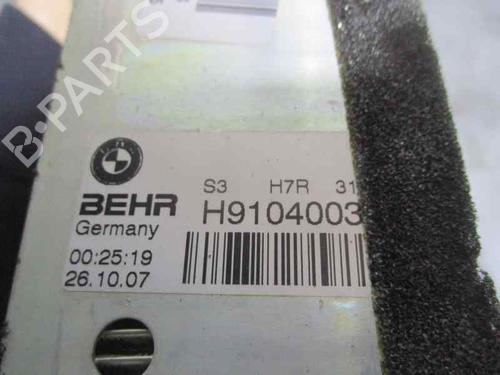 B-PARTS
S3 H7R 31
BEHR H9104003
Germany
00:25:19
26.10.07